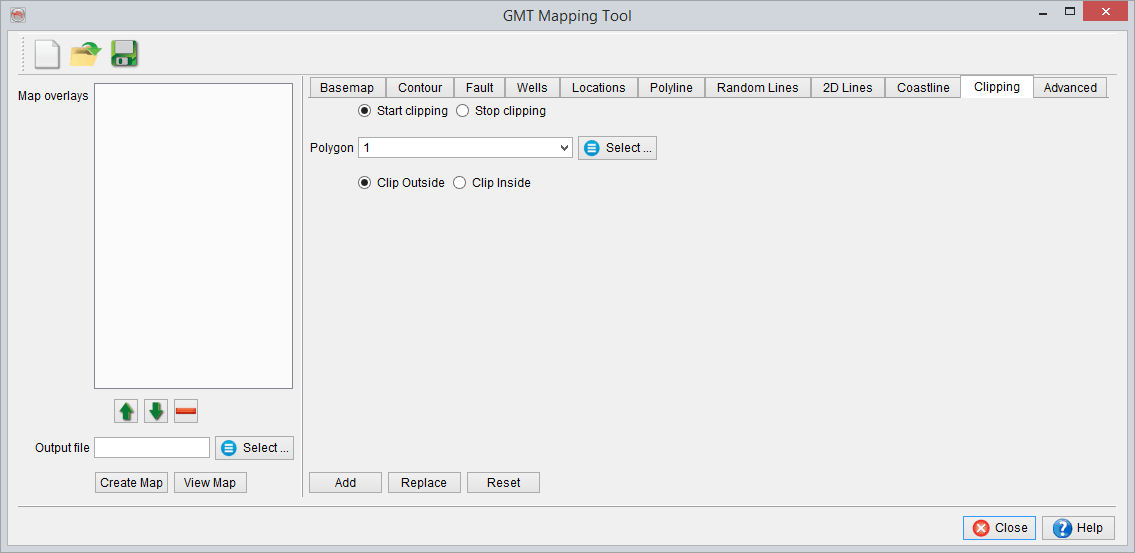 GMT Mapping Tool
Map overlays
Basemap Contour Fault Wells Locations Polyline Random Lines 2D Lines Coastline Clipping Advanced
Start clipping Stop clipping
Polygon 1 Select ...
Clip Outside Clip Inside
Output file Select ...
Create Map View Map
Add Replace Reset
Close Help